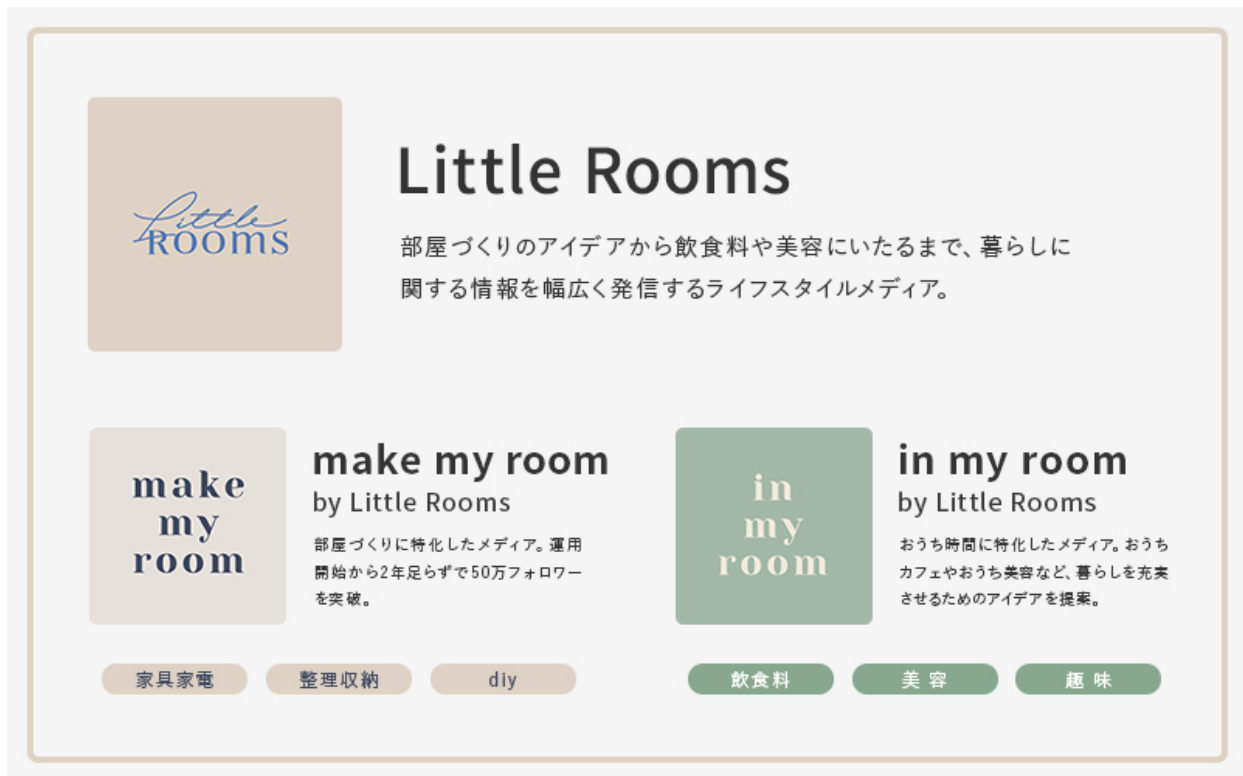 Little
ROOMS
Little Rooms
部屋づくりのアイデアから飲食料や美容にいたるまで、暮らしに
関する情報を幅広く発信するライフスタイルメディア。
make
my
room
make my room
by Little Rooms
部屋づくりに特化したメディア。運用
開始から2年足らずで50万フォロワー
を突破。
家具家電
整理収納
diy
in
my
room
in my room
by Little Rooms
おうち時間に特化したメディア。おうち
カフェやおうち美容など、暮らしを充実
させるためのアイデアを提案。
飲食料
美容
趣味